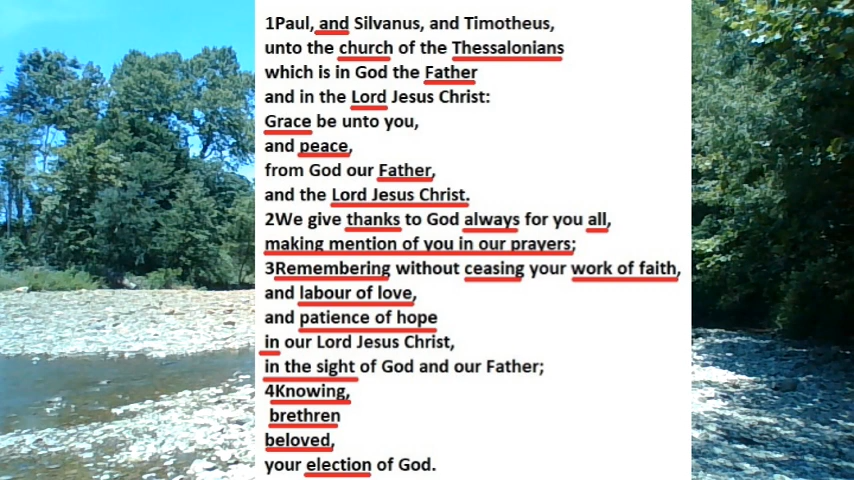 1Paul, and Silvanus, and Timotheus,
unto the church of the Thessalonians
which is in God the Father
and in the Lord Jesus Christ:
Grace be unto you,
and peace,
from God our Father,
and the Lord Jesus Christ.
2We give thanks to God always for you all,
making mention of you in our prayers;
3Remembering without ceasing your work of faith,
and labour of love,
and patience of hope
in our Lord Jesus Christ,
in the sight of God and our Father;
4Knowing,
brethren
beloved,
your election of God.